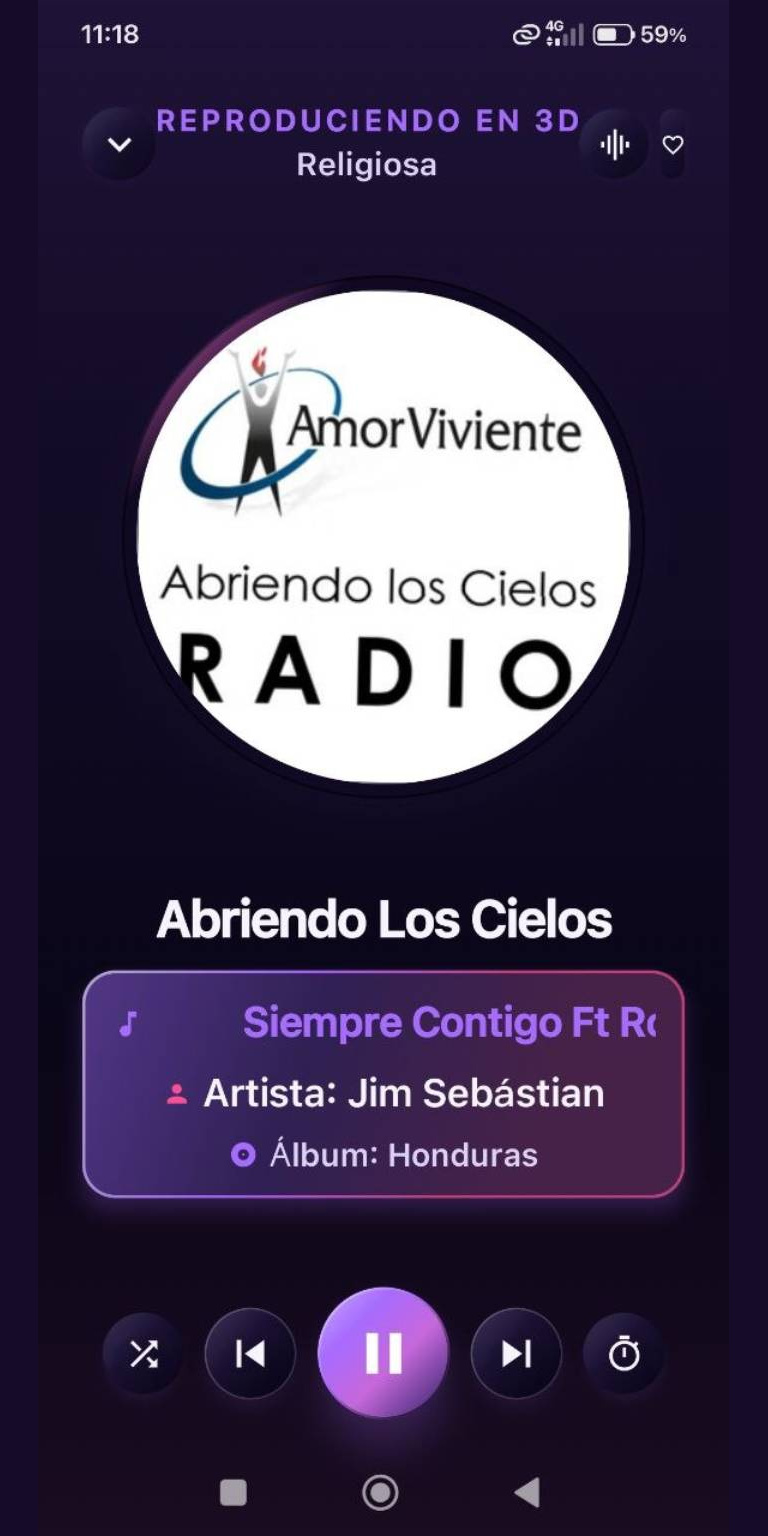 11:18
4G
59%
REPRODUCIENDO EN 3D
Religiosa
AmorViviente
Abriendo los Cielos
RADIO
Abriendo Los Cielos
Siempre Contigo Ft
Artista: Jim Sebástian
Álbum: Honduras